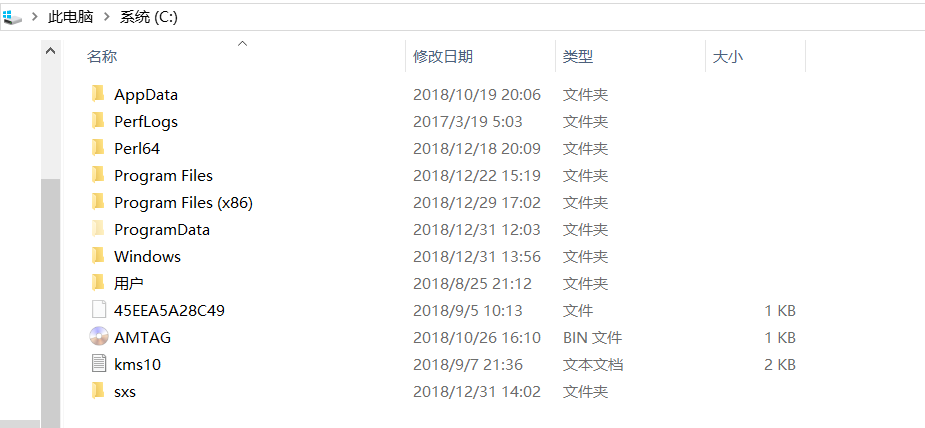 此电脑 系统 (C:)
名称 修改日期 类型 大小
AppData 2018/10/19 20:06 文件夹
PerfLogs 2017/3/19 5:03 文件夹
Perl64 2018/12/18 20:09 文件夹
Program Files 2018/12/22 15:19 文件夹
Program Files (x86) 2018/12/29 17:02 文件夹
ProgramData 2018/12/31 12:03 文件夹
Windows 2018/12/31 13:56 文件夹
用户 2018/8/25 21:12 文件夹
45EEA5A28C49 2018/9/5 10:13 文件 1 KB
AMTAG 2018/10/26 16:10 BIN 文件 1 KB
kms10 2018/9/7 21:36 文本文档 2 KB
sxs 2018/12/31 14:02 文件夹